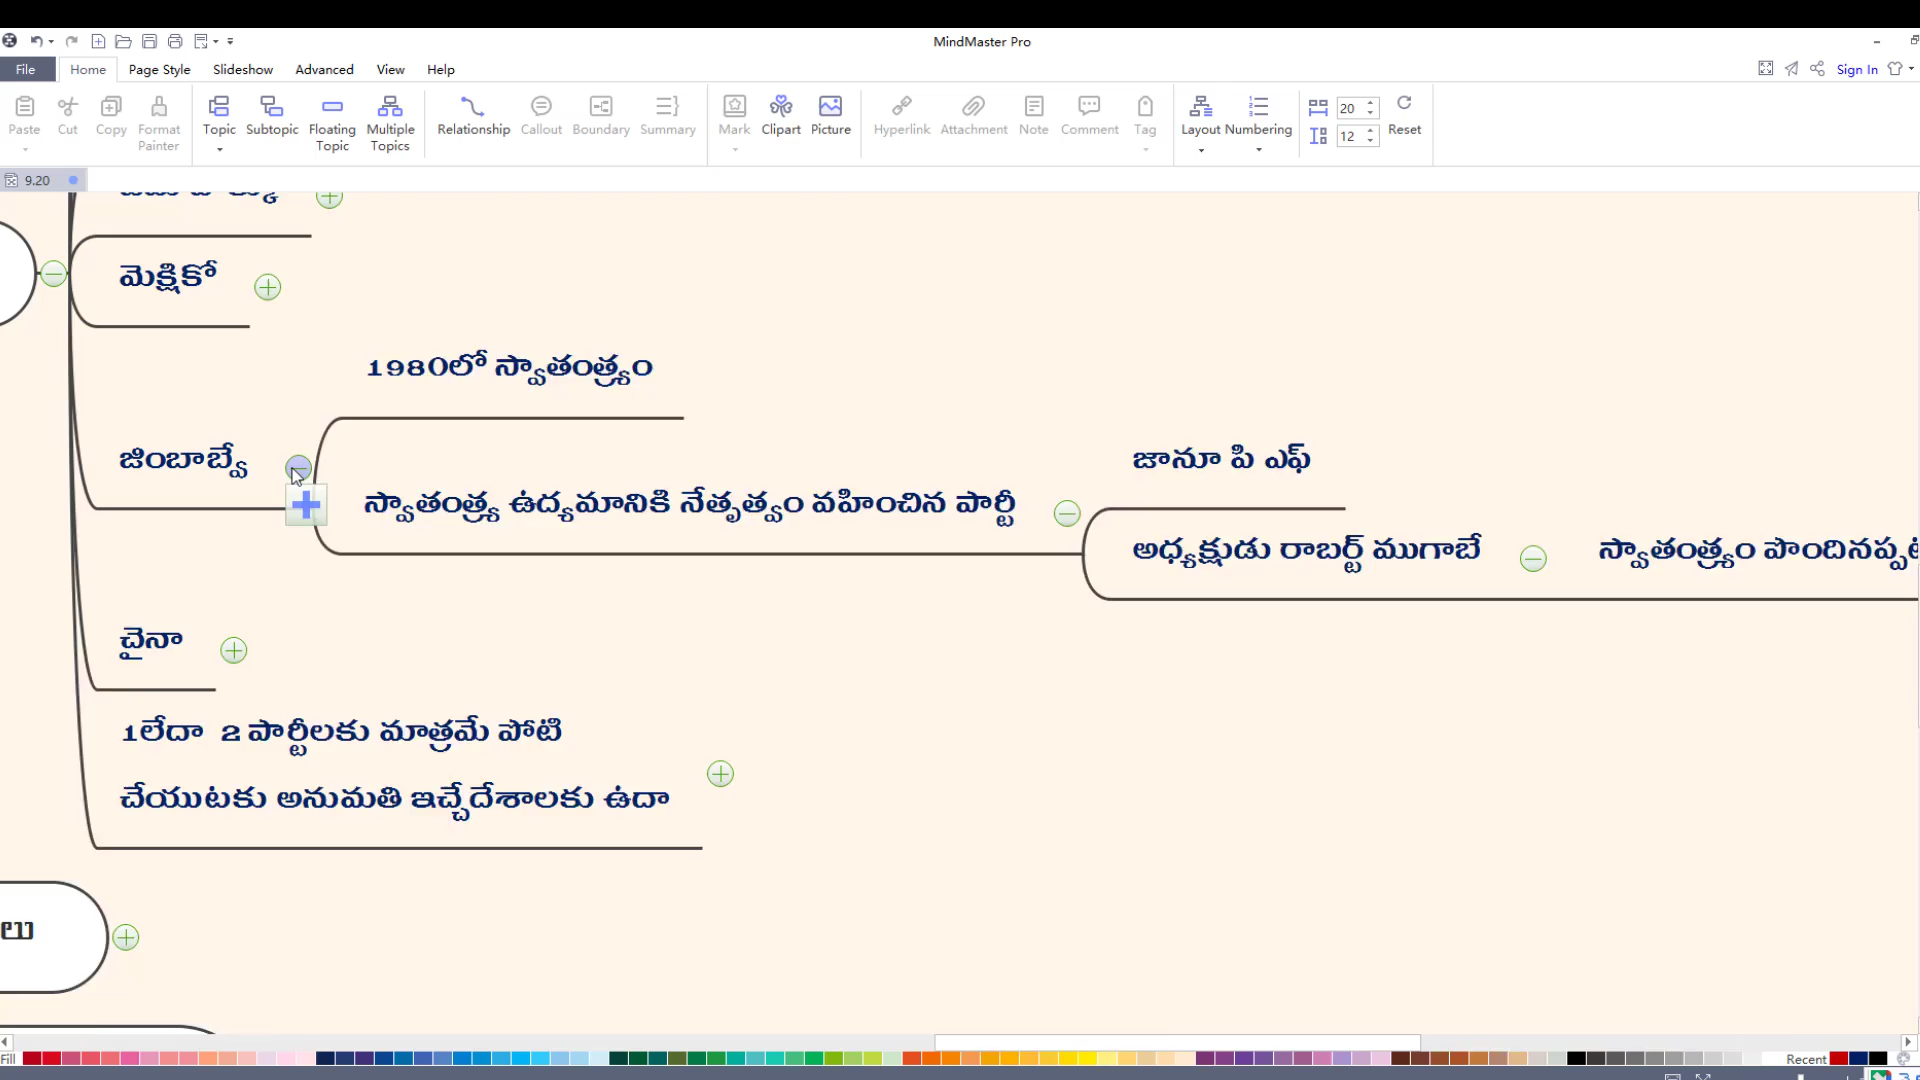 MindMaster Pro
File Home Page Style Slideshow Advanced View Help Sign In
Paste Cut Copy Format Painter Topic Subtopic Floating Topic Multiple Topics Relationship Callout Boundary Summary Mark Clipart Picture Hyperlink Attachment Note Comment Tag Layout Numbering 20 12 Reset
9.20
మెక్షికో
1980లో స్వాతంత్ర్యం
జింబాబ్వే
జానూ పి ఎఫ్
స్వాతంత్ర్య ఉద్యమానికి నేతృత్వం వహించిన పార్టీ
అధ్యక్షుడు రాబర్ట్ ముగాబే స్వాతంత్ర్యం
చైనా
1లేదా 2 పార్టీలకు మాత్రమే పోటి
చేయుటకు అనుమతి ఇచ్చేదేశాలకు ఉదా
లు
Fill Recent